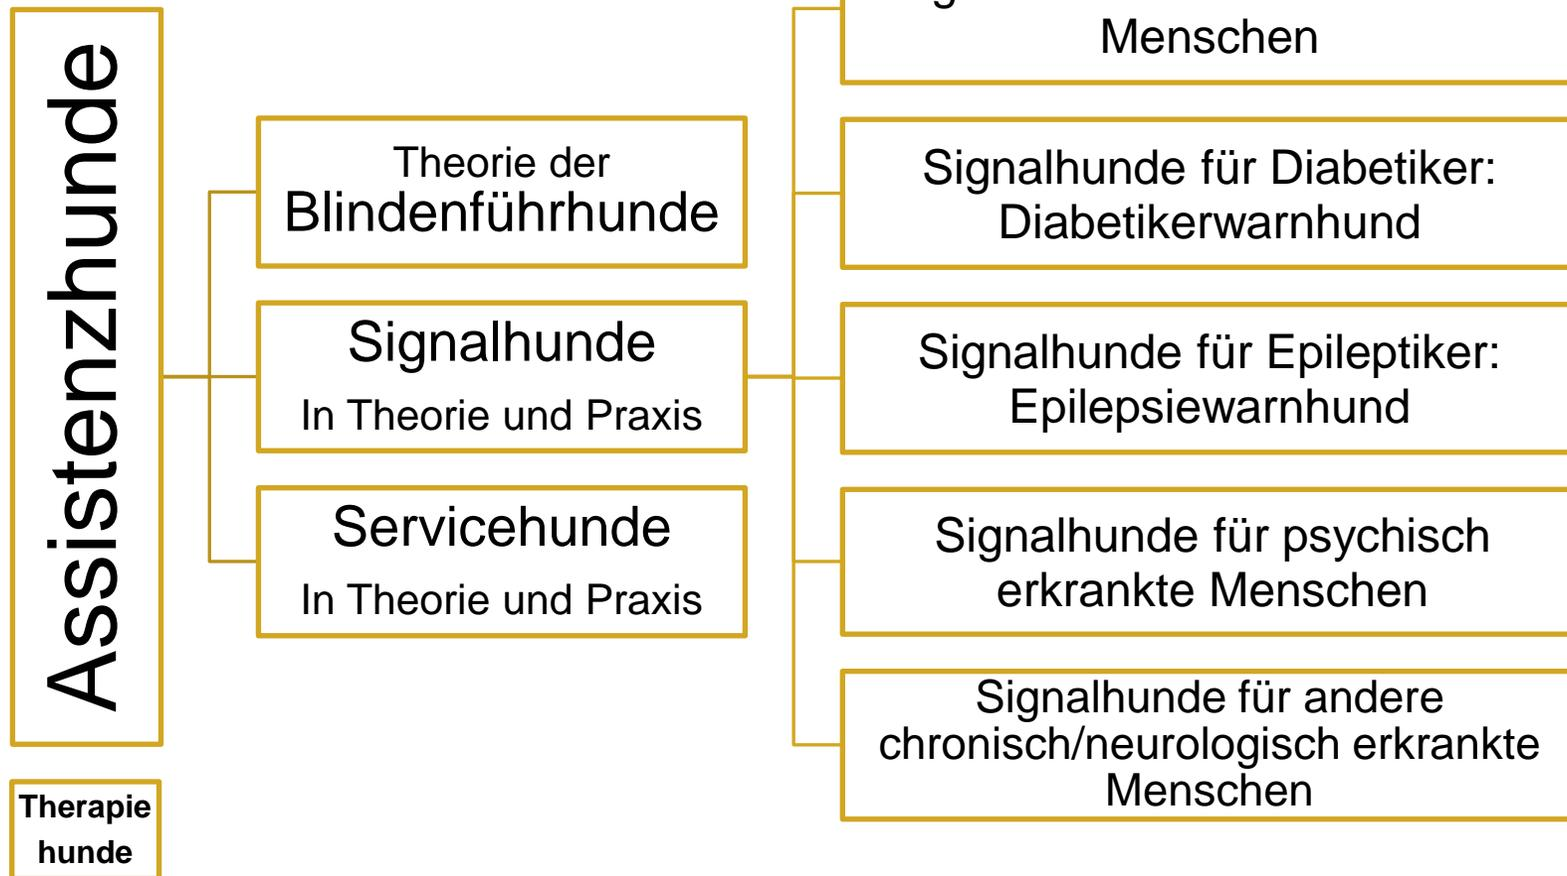 Assistenzhunde
Theorie der
Blindenführhunde
Signalhunde
In Theorie und Praxis
Servicehunde
In Theorie und Praxis
Menschen
Signalhunde für Diabetiker:
Diabetikerwarnhund
Signalhunde für Epileptiker:
Epilepsiewarnhund
Signalhunde für psychisch
erkrankte Menschen
Signalhunde für andere
chronisch/neurologisch erkrankte
Menschen
Therapie
hunde